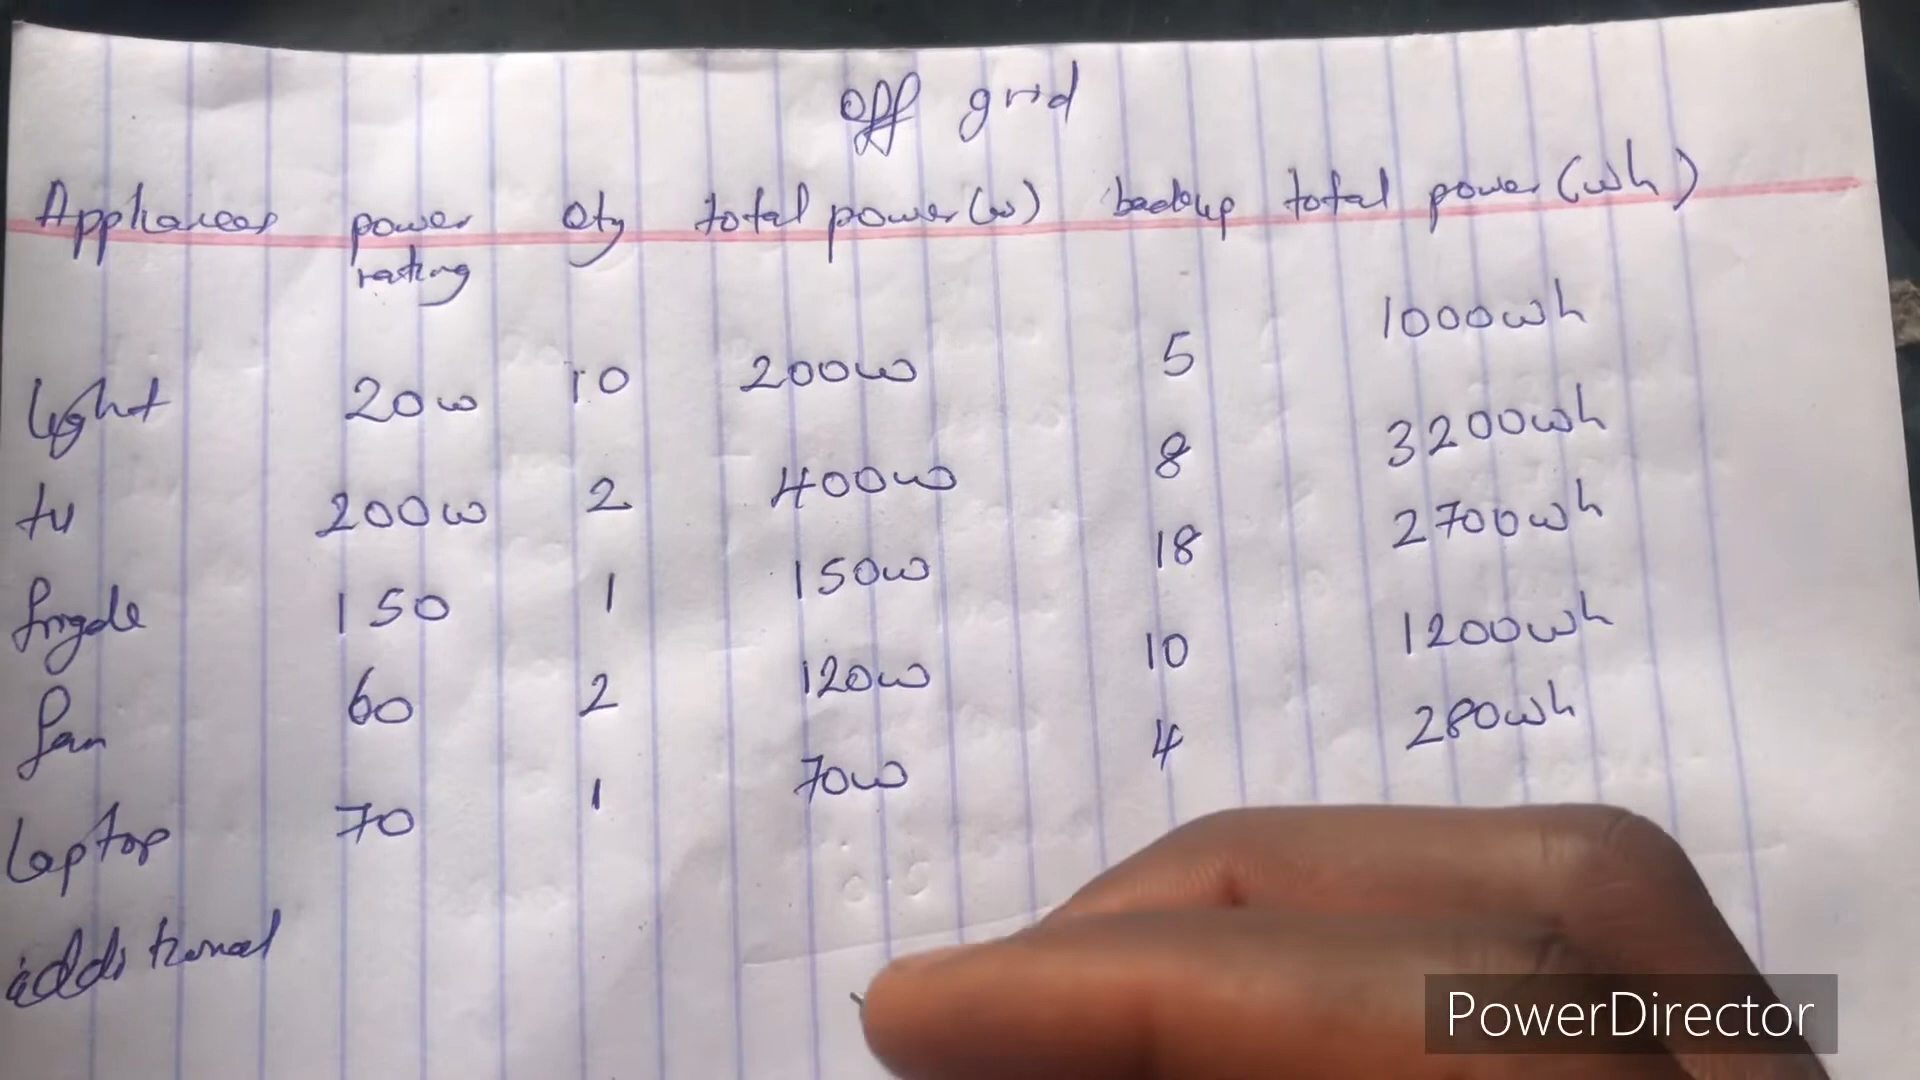 off grid
Appliances power rating Qty total power (w) backup total power (wh)
light 20w 10 200w 5 1000wh
tv 200w 2 400w 8 3200wh
frigde 150 1 150w 18 2700wh
fan 60 2 120w 10 1200wh
laptop 70 1 70w 4 280wh
additional
PowerDirector